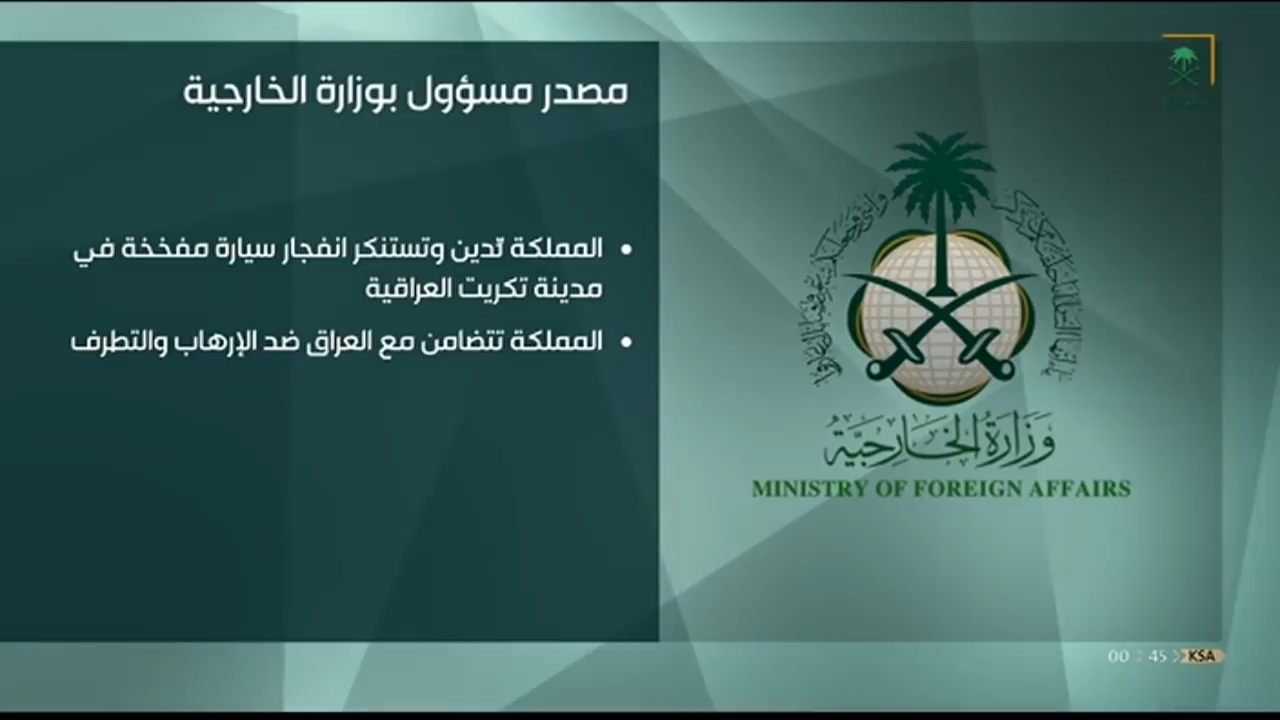 مصدر مسؤول بوزارة الخارجية
• المملكة تدين وتستنكر انفجار سيارة مفخخة في
مدينة تكريت العراقية
• المملكة تتضامن مع العراق ضد الإرهاب والتطرف
وزارة الخارجية
MINISTRY OF FOREIGN AFFAIRS
00 : 45 KSA